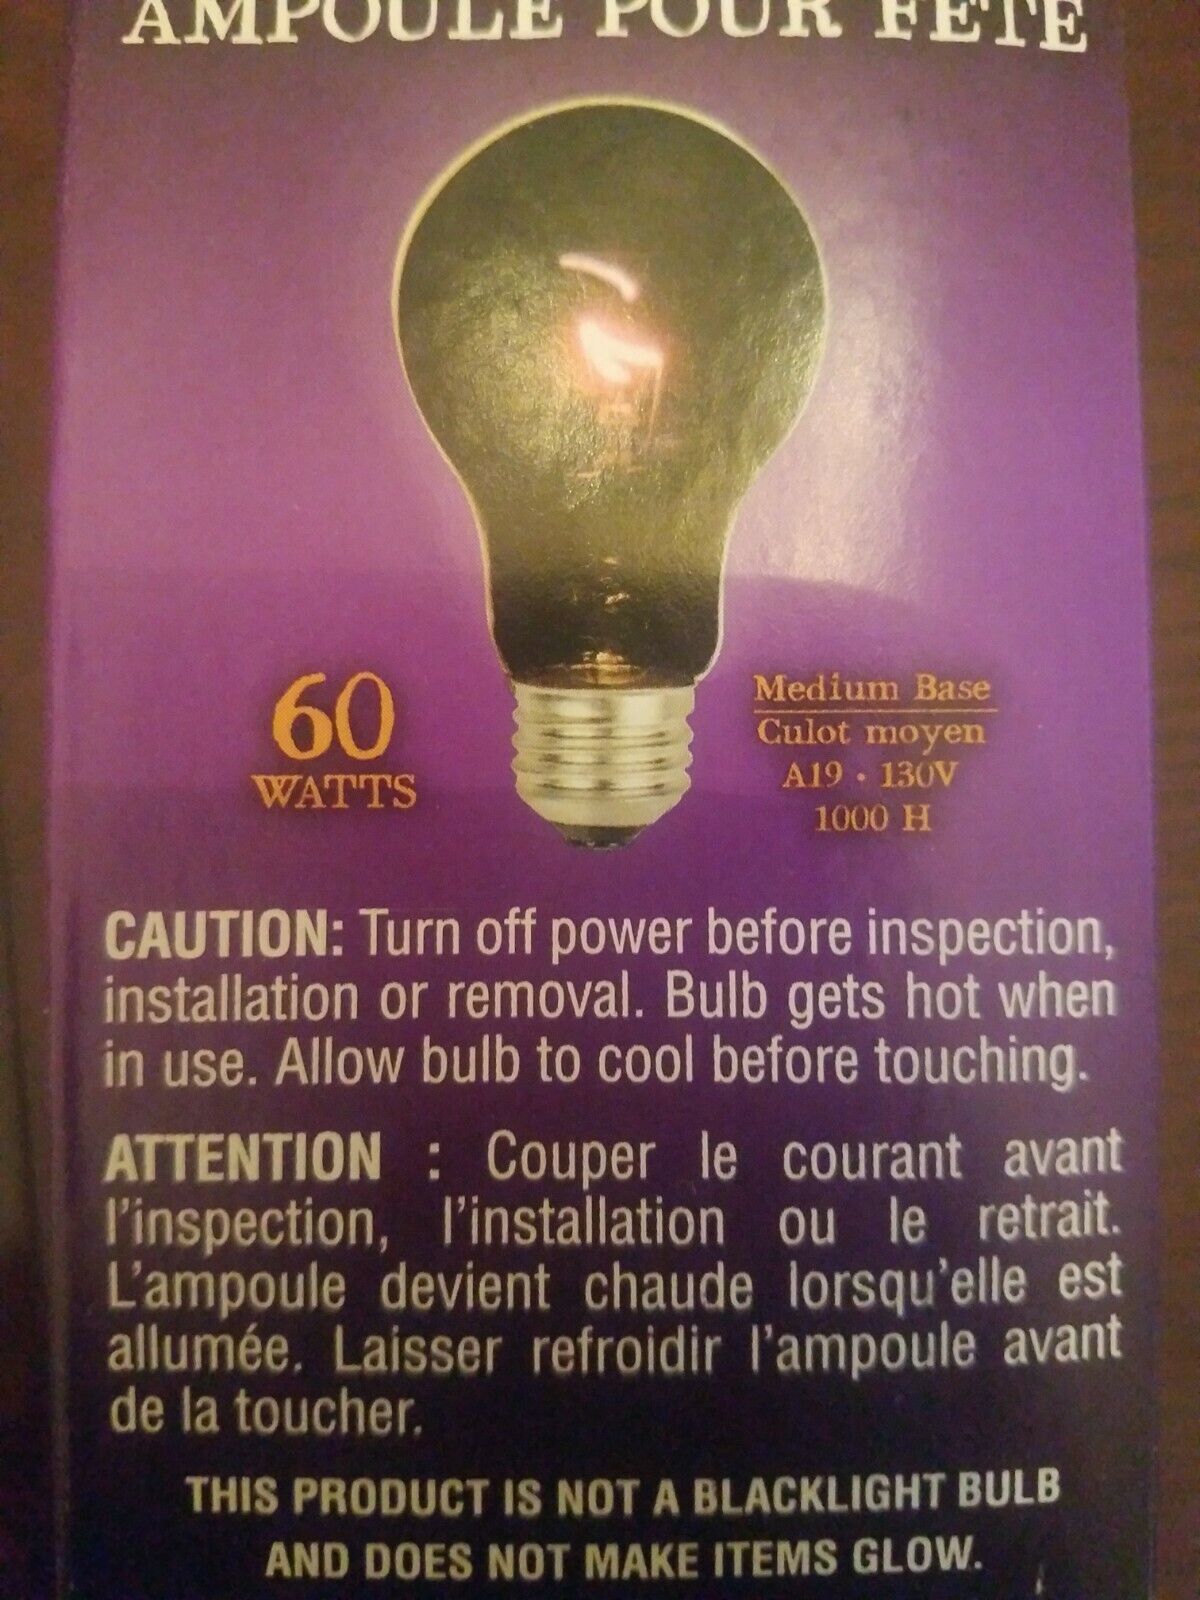 AMPOULE POUR FÊTE
60
WATTS
Medium Base
Culot moyen
A19 • 130V
1000 H
CAUTION: Turn off power before inspection,
installation or removal. Bulb gets hot when
in use. Allow bulb to cool before touching.
ATTENTION : Couper le courant avant
l'inspection, l'installation ou le retrait.
L'ampoule devient chaude lorsqu'elle est
allumée. Laisser refroidir l'ampoule avant
de la toucher.
THIS PRODUCT IS NOT A BLACKLIGHT BULB
AND DOES NOT MAKE ITEMS GLOW.